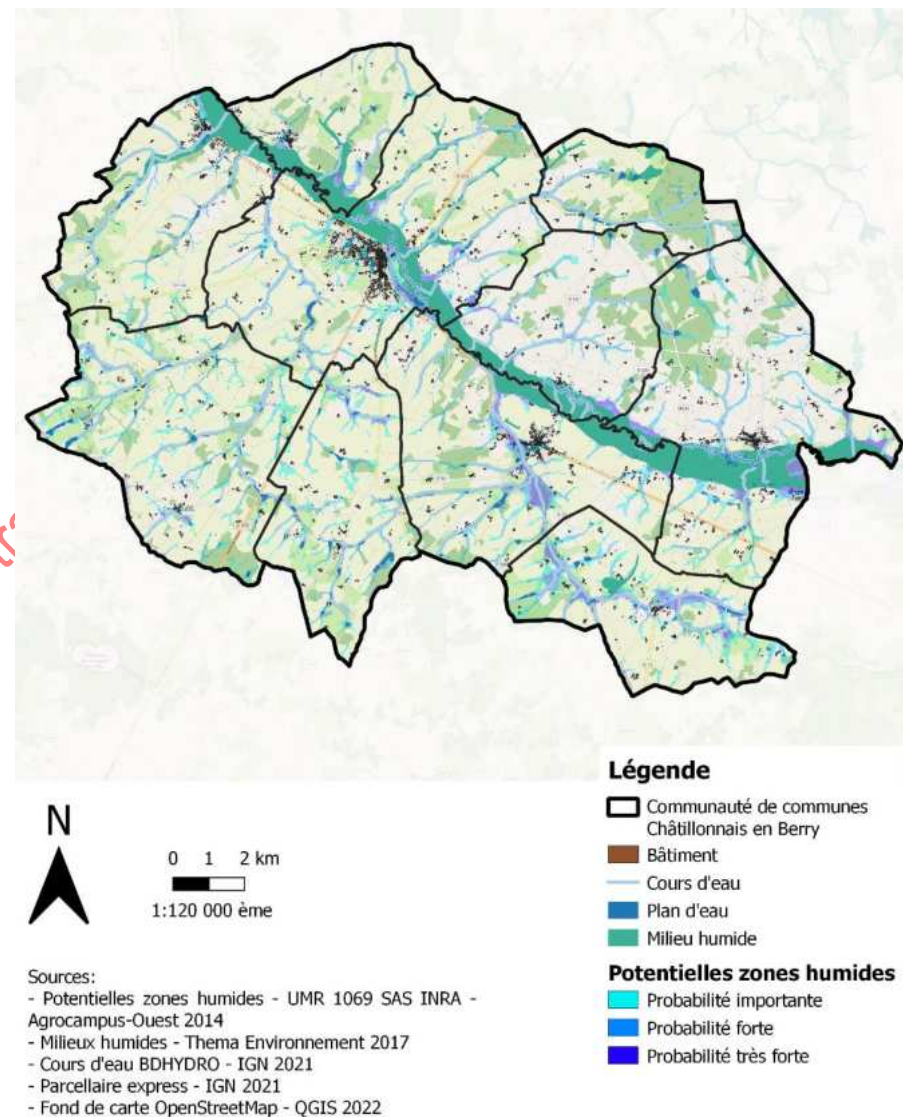 N
0 1 2 km
1:120 000 ème
Sources:
- Potentielles zones humides - UMR 1069 SAS INRA -
Agrocampus-Ouest 2014
- Milieux humides - Thema Environnement 2017
- Cours d'eau BDHYDRO - IGN 2021
- Parcellaire express - IGN 2021
- Fond de carte OpenStreetMap - QGIS 2022
Légende
Communauté de communes
Châtillonnais en Berry
Bâtiment
Cours d'eau
Plan d'eau
Milieu humide
Potentielles zones humides
Probabilité importante
Probabilité forte
Probabilité très forte